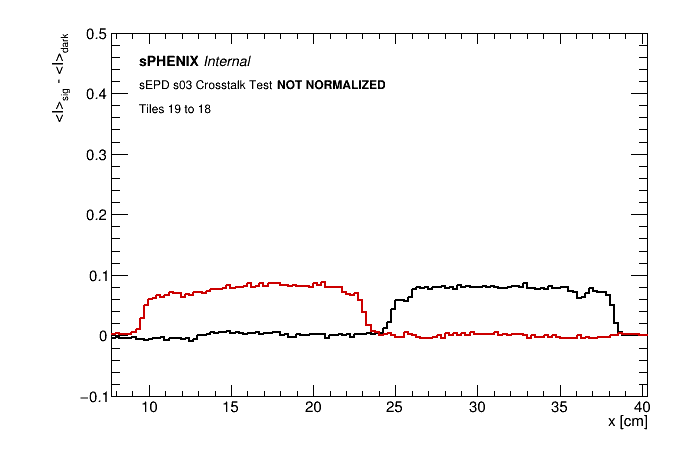 sPHENIX Internal
sEPD s03 Crosstalk Test NOT NORMALIZED
Tiles 19 to 18
<I>sig - <I>dark
0.5
0.4
0.3
0.2
0.1
0
−0.1
10 15 20 25 30 35 40
x [cm]